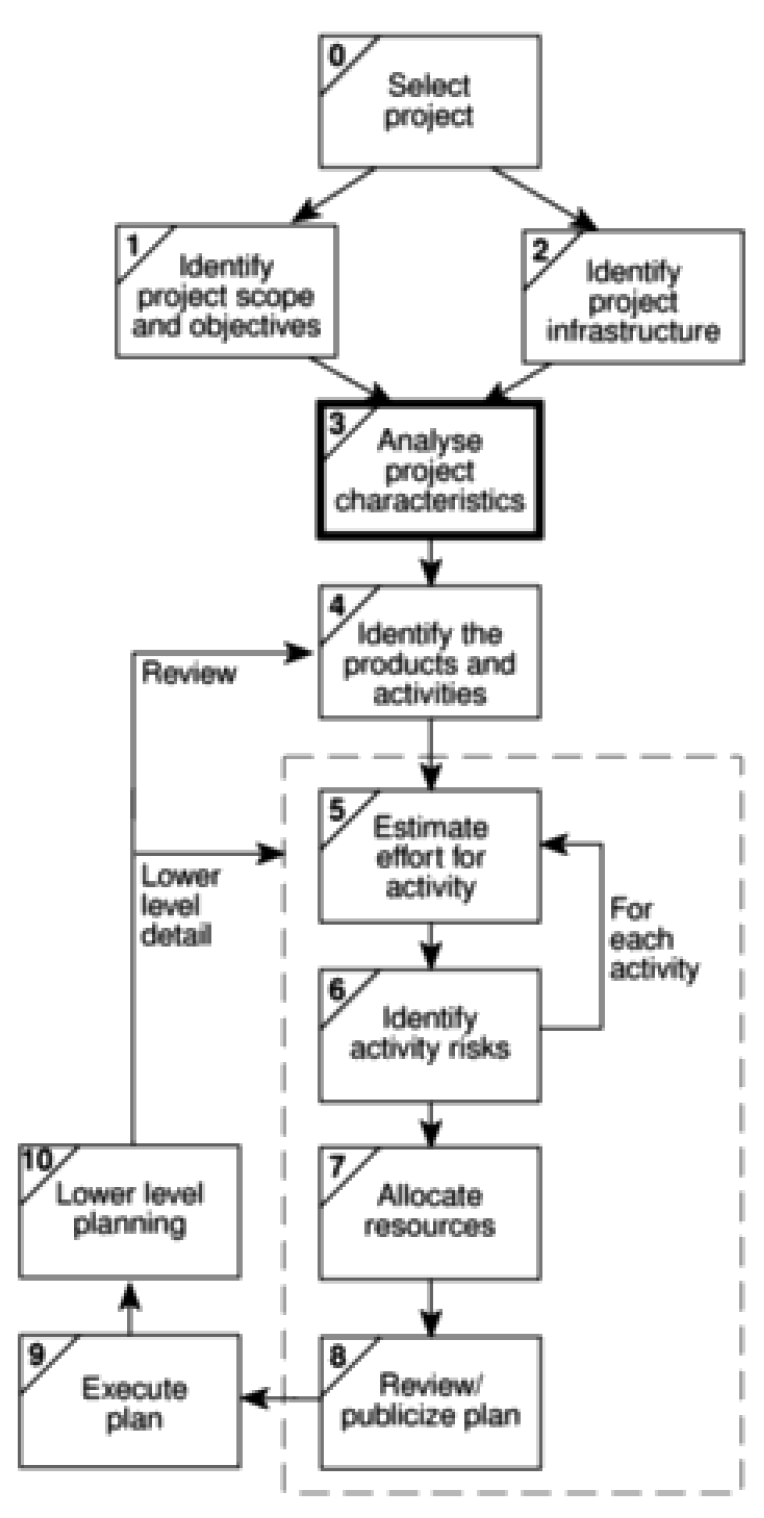 0
Select
project
1
Identify
project scope
and objectives
2
Identify
project
infrastructure
3
Analyse
project
characteristics
4
Identify the
products and
activities
Review
5
Estimate
effort for
activity
Lower
level
detail
For
each
activity
6
Identify
activity risks
10
Lower level
planning
7
Allocate
resources
9
Execute
plan
8
Review/
publicize plan